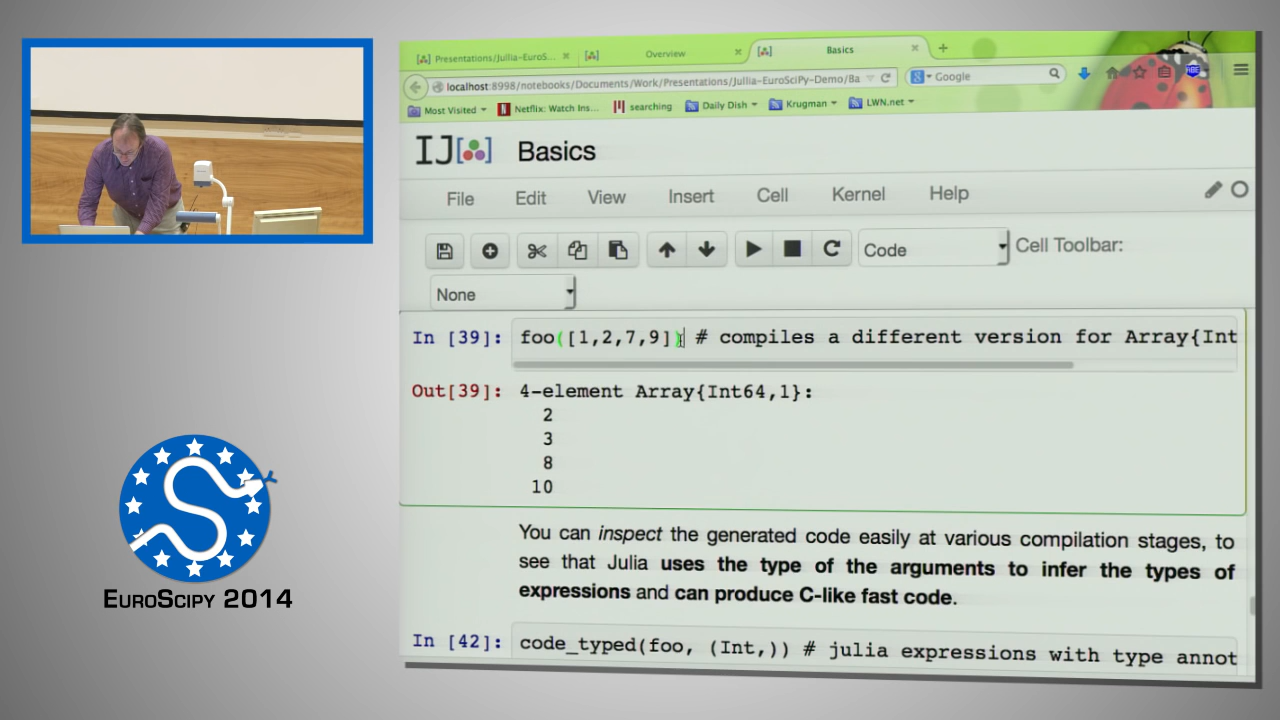 Presentations/Jullia-EuroS...
Overview
Basics
localhost:8998/notebooks/Documents/Work/Presentations/Jullia-EuroSciPy-Demo/Ba
Google
ABE
Most Visited
Netflix: Watch Ins...
searching
Daily Dish
Krugman
LWN.net
IJ[ ] Basics
File Edit View Insert Cell Kernel Help
Code
Cell Toolbar:
None
In [39]: foo([1,2,7,9]) # compiles a different version for Array{Int
Out[39]: 4-element Array{Int64,1}:
2
3
8
10
You can inspect the generated code easily at various compilation stages, to
see that Julia uses the type of the arguments to infer the types of
expressions and can produce C-like fast code.
In [42]: code_typed(foo, (Int,)) # julia expressions with type annot
EUROSCIPY 2014